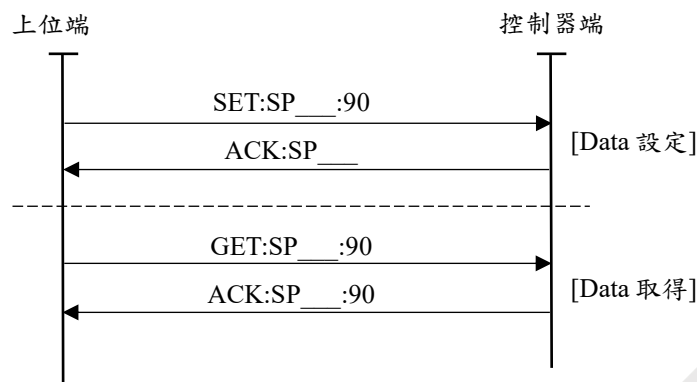 上位端 控制器端
SET:SP___:90
[Data 設定]
ACK:SP___
GET:SP___:90
[Data 取得]
ACK:SP___:90